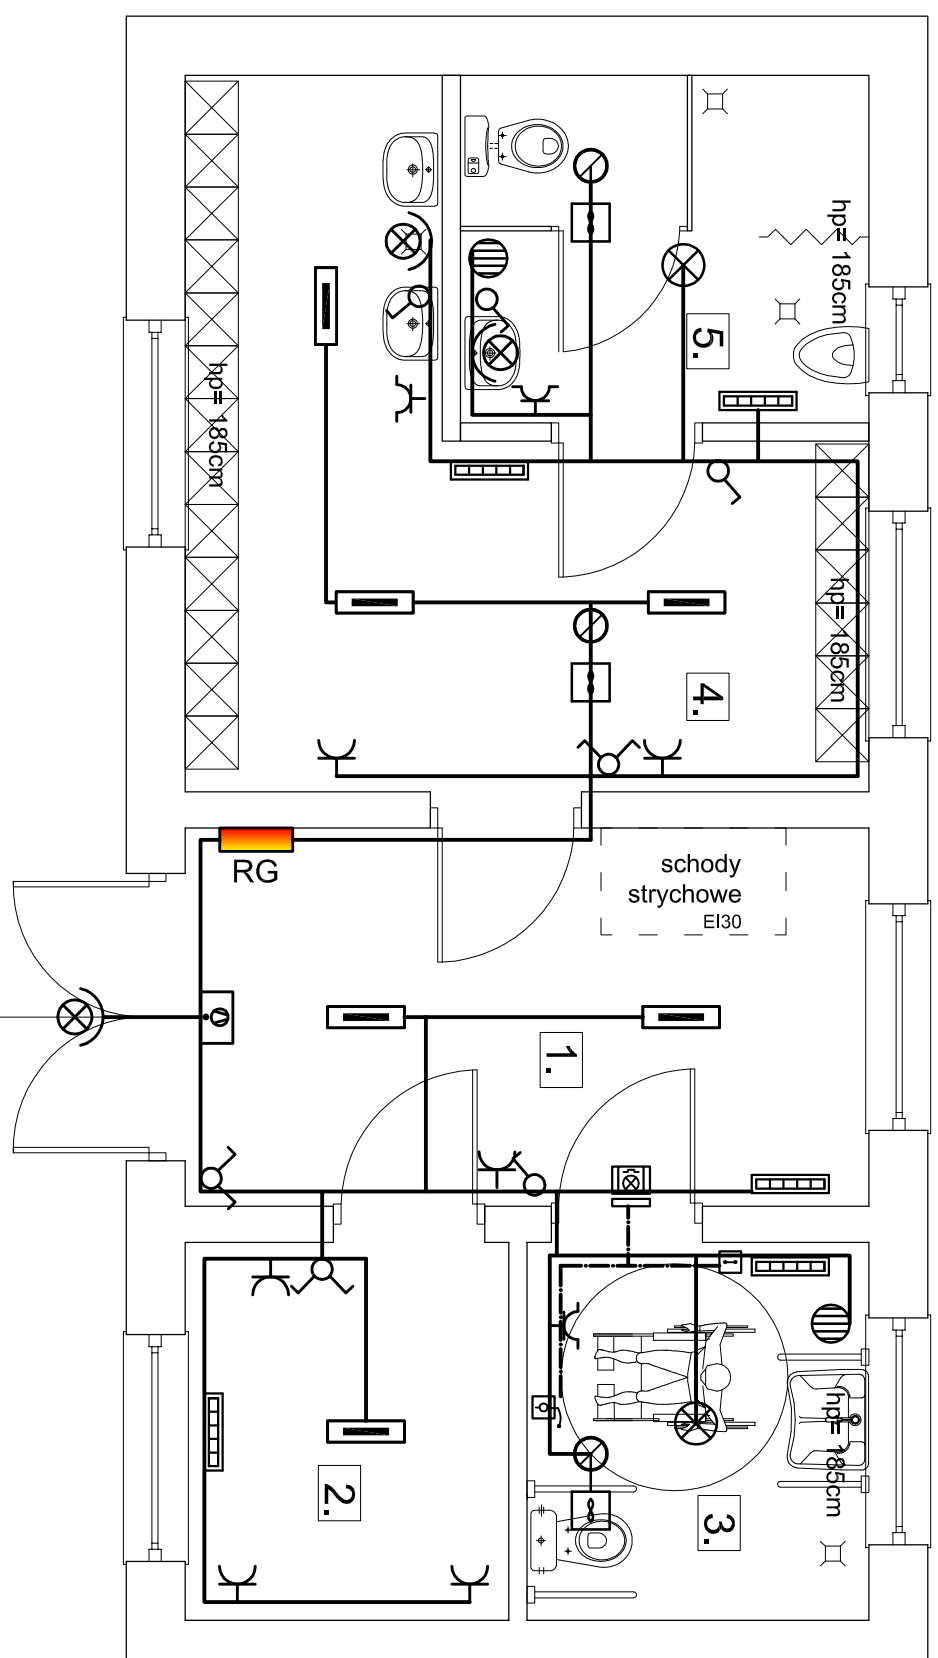 hp= 185cm
5.
hp= 185cm
hp= 185cm
4.
RG
schody
strychowe
EI30
1.
2.
3.
hp= 185cm